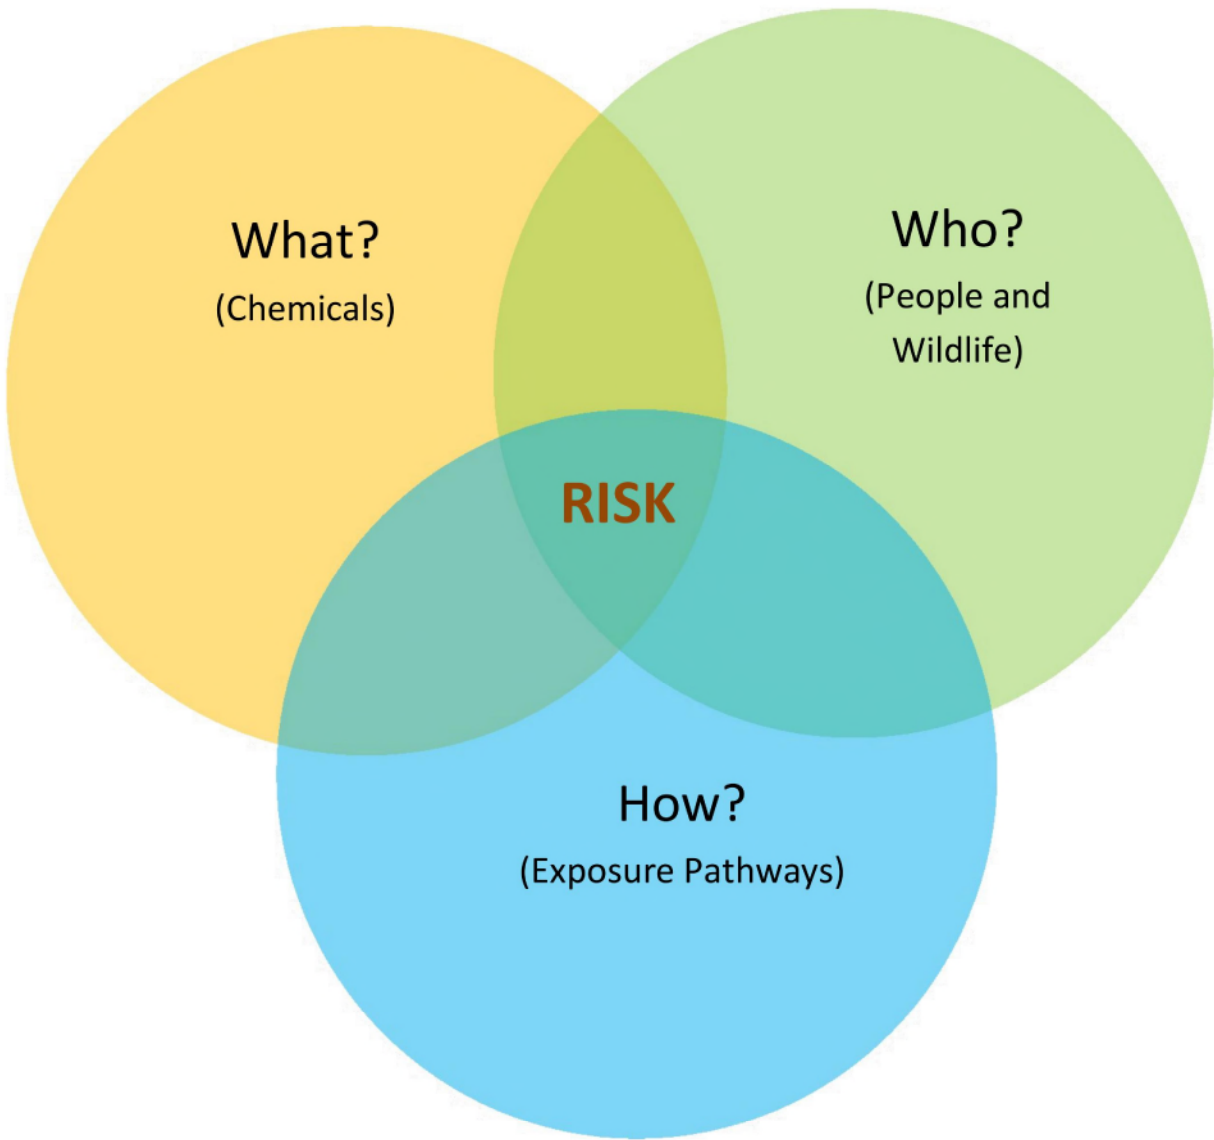 What?
(Chemicals)
Who?
(People and
Wildlife)
RISK
How?
(Exposure Pathways)